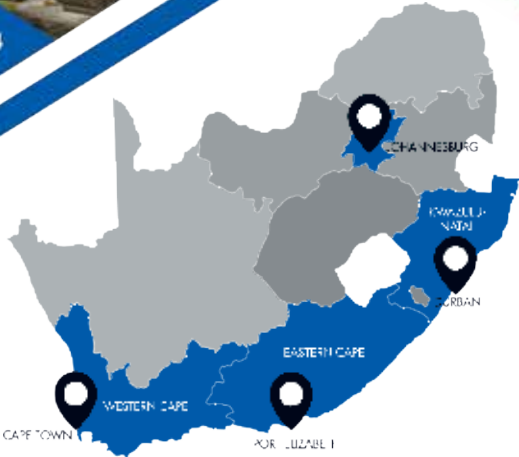 JOHANNESBURG
KWAZULU-
NATAL
DURBAN
EASTERN CAPE
WESTERN CAPE
CAPE TOWN
PORT ELIZABETH